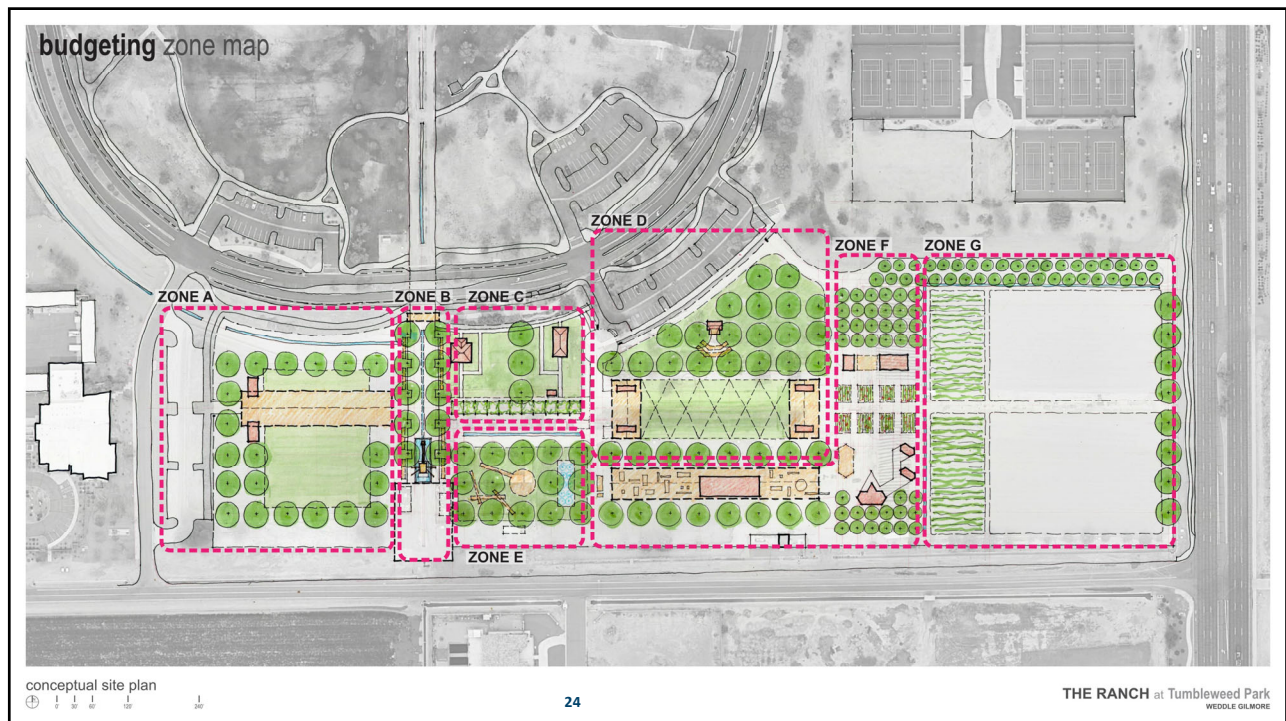 budgeting zone map
ZONE D
ZONE F
ZONE G
ZONE A
ZONE B
ZONE C
ZONE E
conceptual site plan
0' 30' 60' 120' 240'
24
THE RANCH at Tumbleweed Park
WEDDLE GILMORE